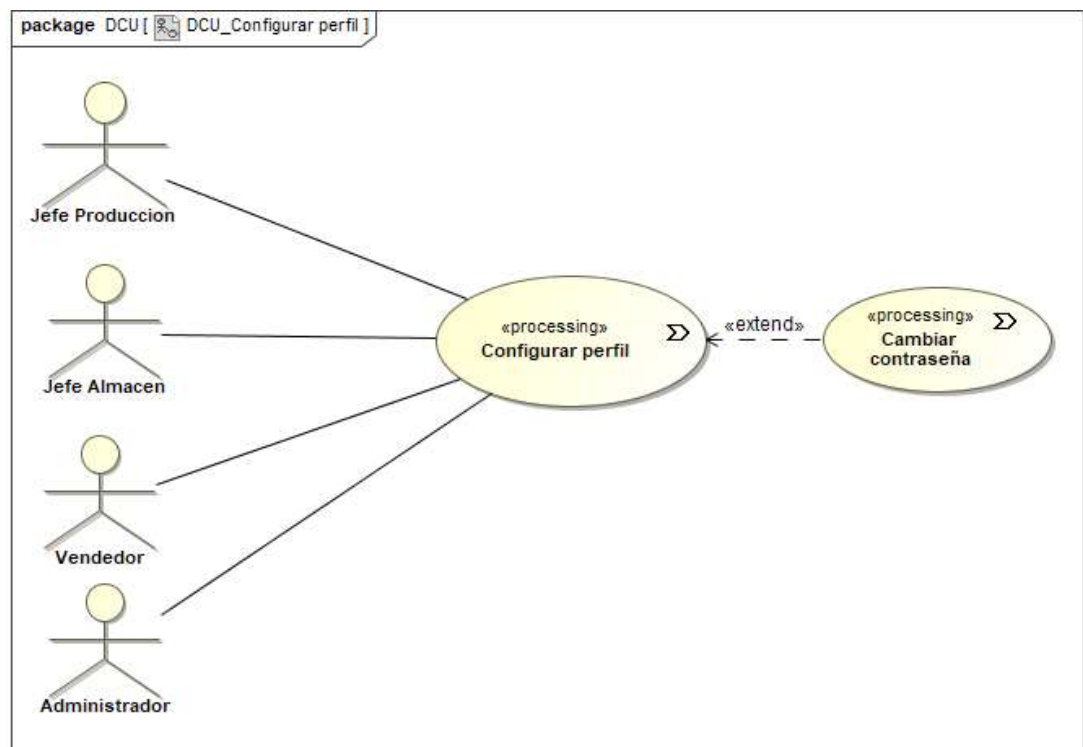 package DCU [ DCU_Configurar perfil ]
Jefe Produccion
Jefe Almacen
Vendedor
Administrador
«processing»
Configurar perfil
«extend»
«processing»
Cambiar
contraseña